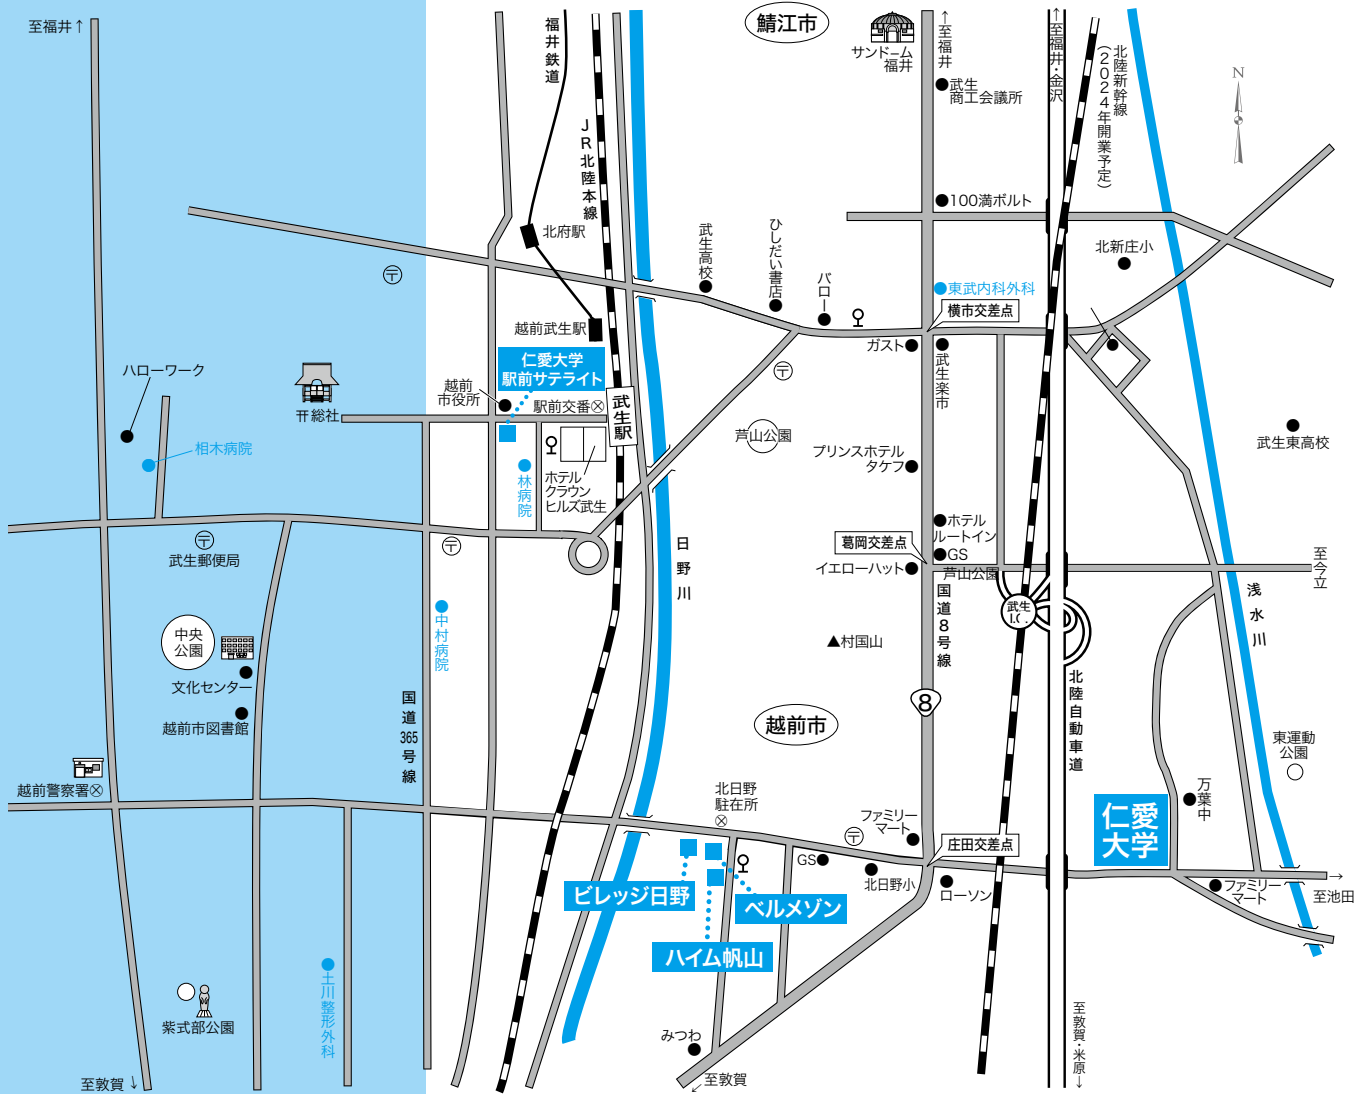 至福井↑
福井鉄道
JR北陸本線
鯖江市
サンドーム
福井
↑至福井
武生
商工会議所
↑至福井・金沢
北陸新幹線
(2024年開業予定)
N
100満ボルト
北府駅
武生高校
ひしだい書店
バロー
北新庄小
東武内科外科
横市交差点
越前武生駅
ガスト
武生楽市
仁愛大学
駅前サテライト
ハローワーク
〒総社
越前
市役所
駅前交番
武生駅
芦山公園
武生東高校
相木病院
林病院
ホテル
クラウン
ヒルズ武生
プリンスホテル
タケフ
ホテル
ルートイン
GS
葛岡交差点
イエローハット
芦山公園
至今立
武生郵便局
日野川
武生
I.C.
浅水川
中村病院
国道8号線
▲村国山
中央
公園
文化センター
越前市図書館
国道365号線
8
越前市
北陸自動車道
東運動
公園
越前警察署
北日野
駐在所
ファミリー
マート
庄田交差点
万葉中
仁愛
大学
GS
北日野小
ローソン
ファミリー
マート
→
至池田
ビレッジ日野
ベルメゾン
ハイム帆山
土川整形外科
紫式部公園
みつわ
至敦賀
↙
至敦賀↓
至敦賀・米原↓